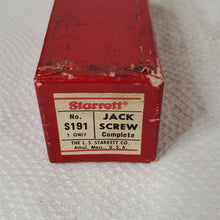 Starrett
No. JACK
S191 SCREW
1 ONLY Complete
THE L. S. STARRETT CO.
Athol, Mass., U.S.A.